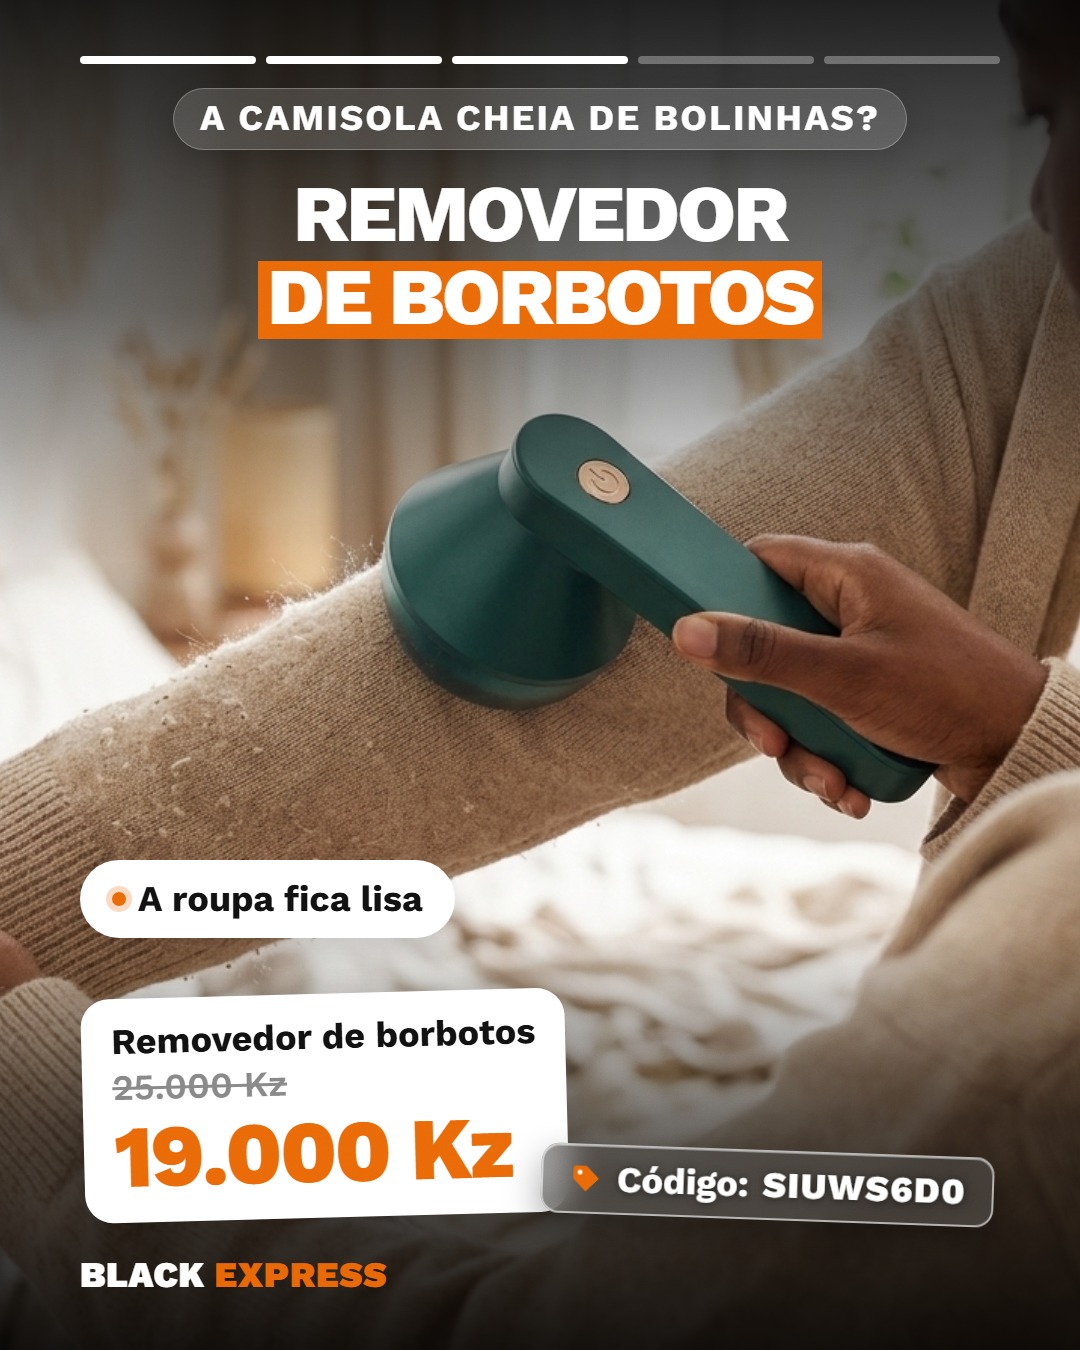 A CAMISOLA CHEIA DE BOLINHAS?
REMOVEDOR
DE BORBOTOS
A roupa fica lisa
Removedor de borbotos
25.000 Kz
19.000 Kz
Código: SIUWS6D0
BLACK EXPRESS